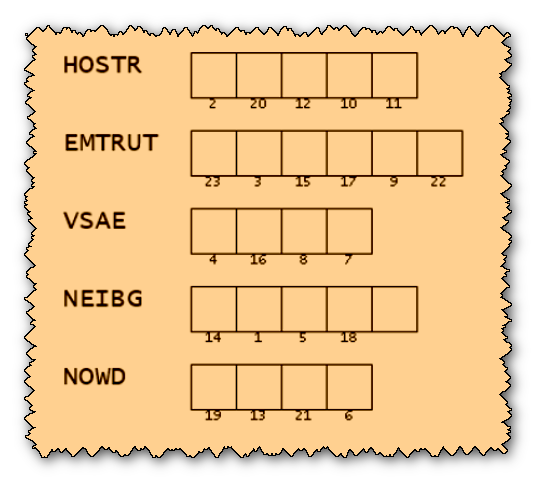 HOSTR
2 20 12 10 11
EMTRUT
23 3 15 17 9 22
VSAE
4 16 8 7
NEIBG
14 1 5 18
NOWD
19 13 21 6